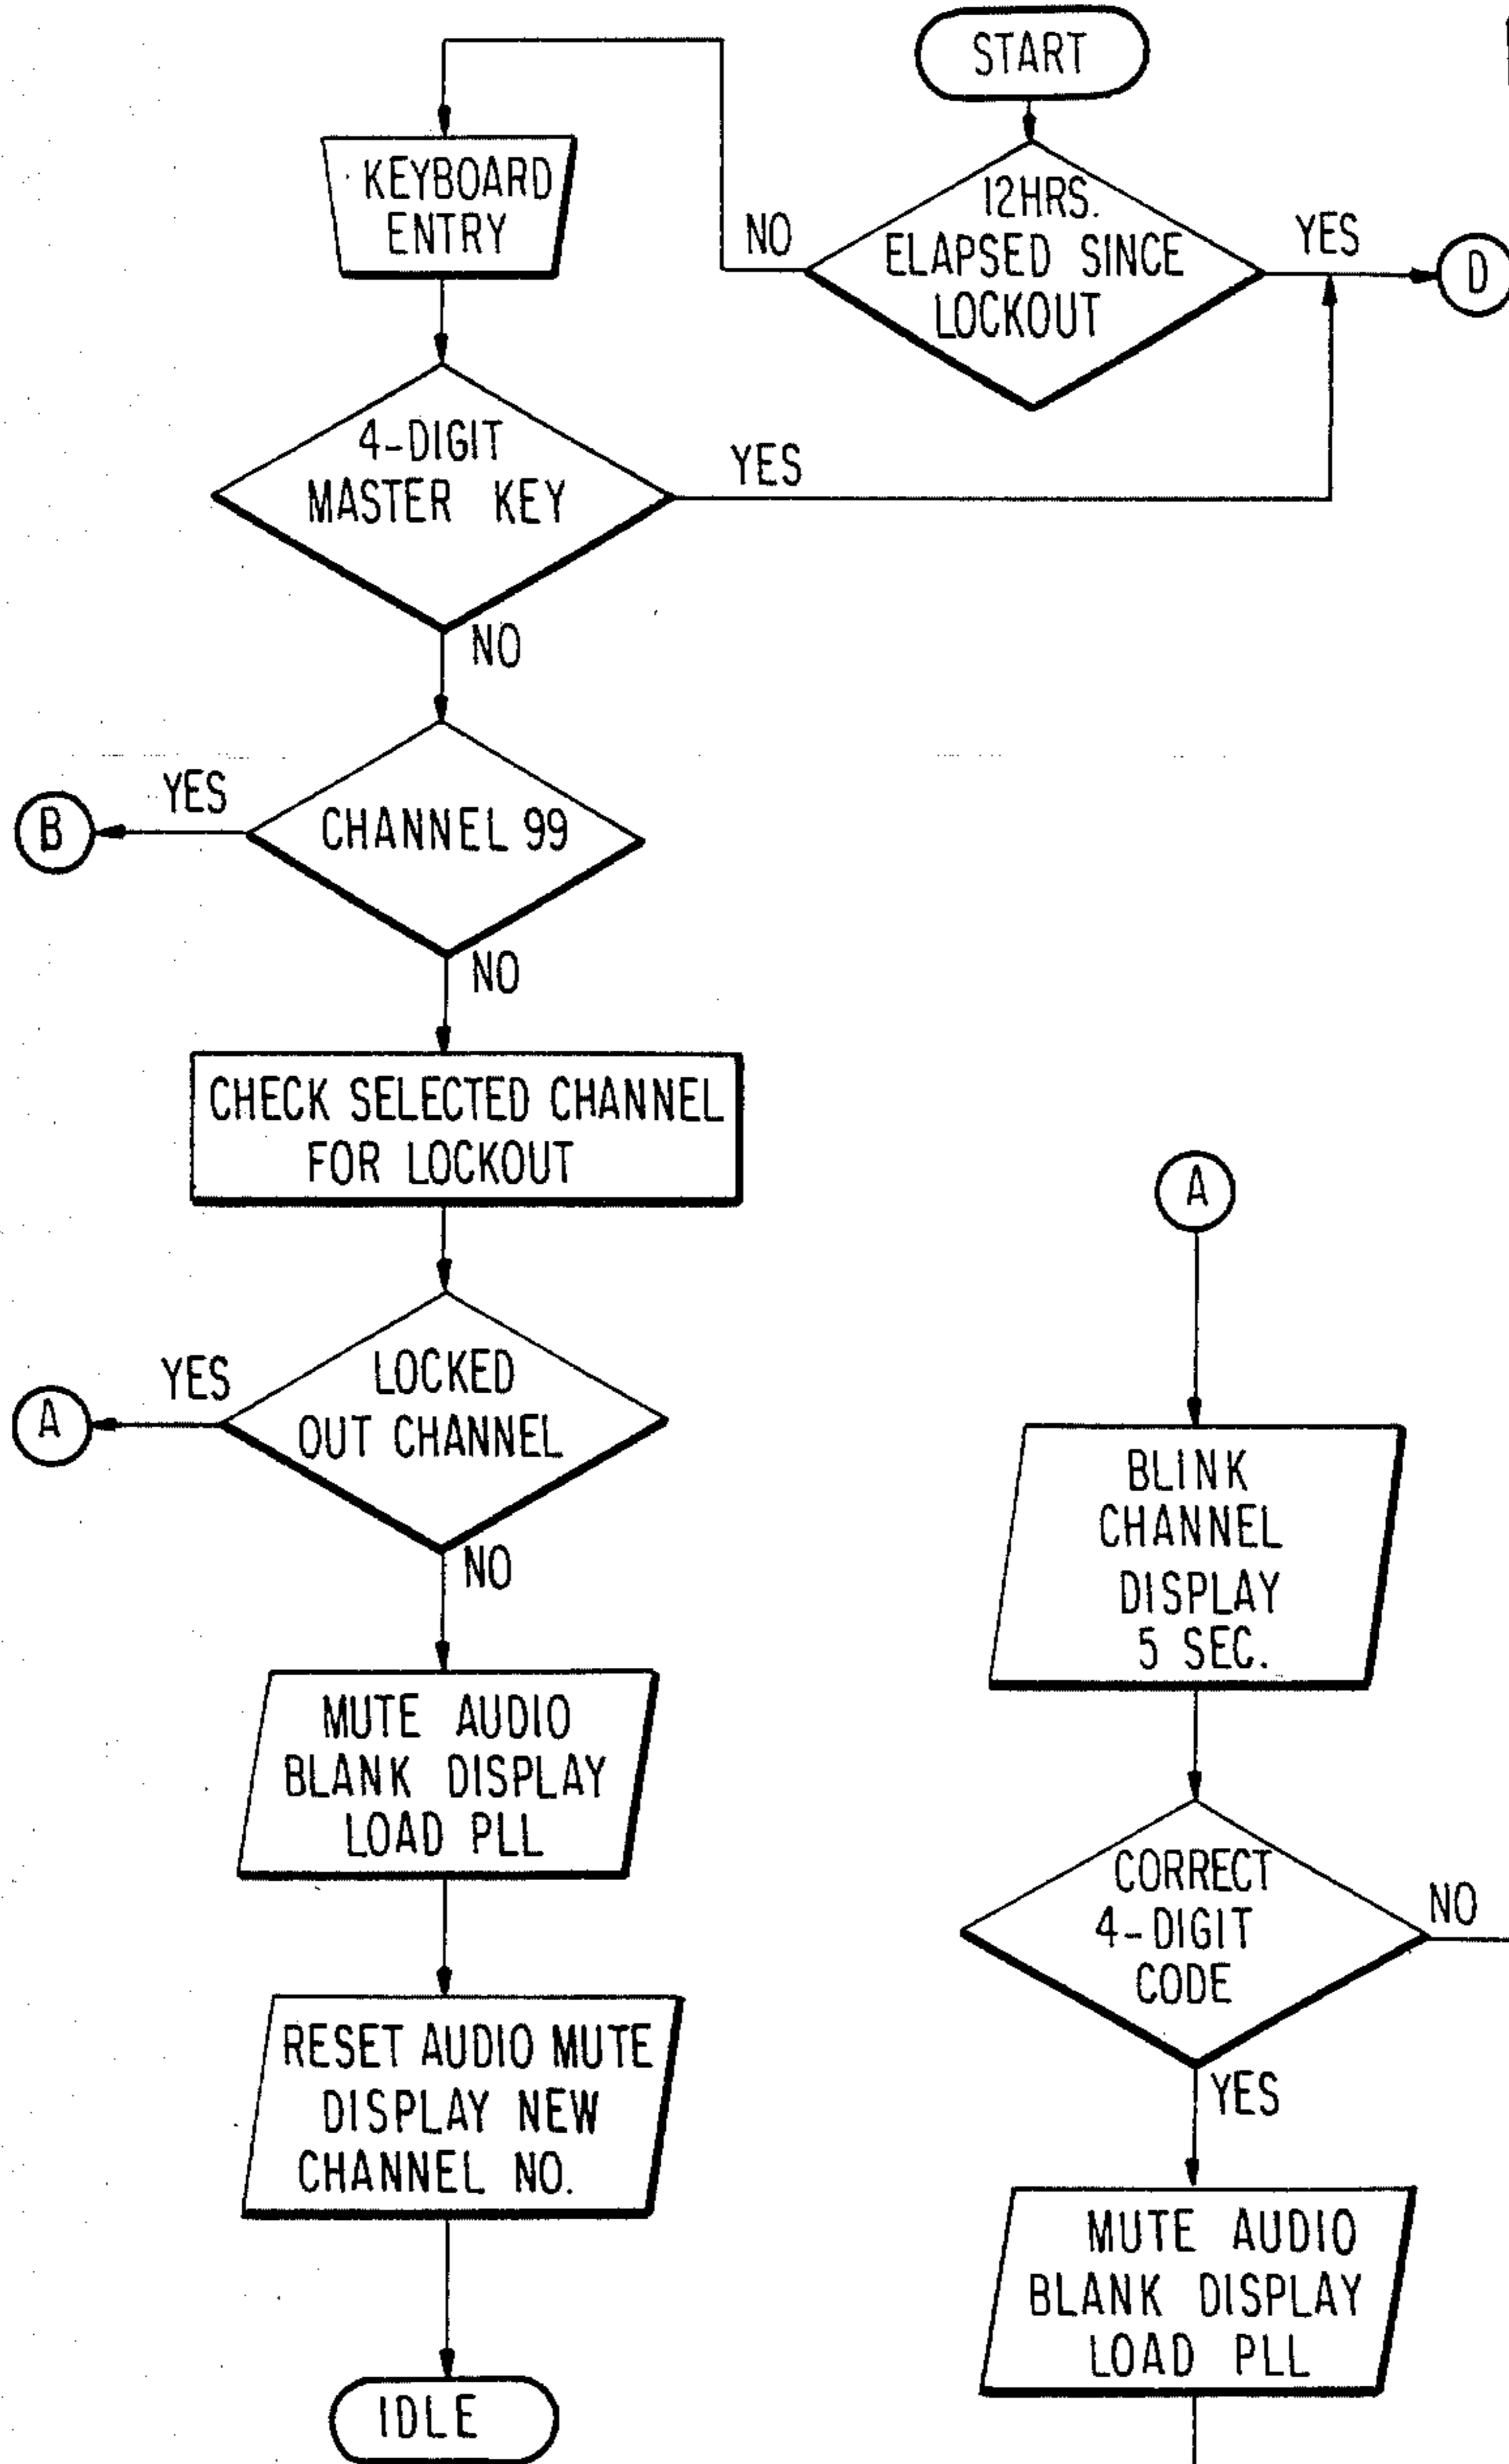 START
12HRS.
ELAPSED SINCE
LOCKOUT
NO
YES
D
KEYBOARD
ENTRY
4-DIGIT
MASTER KEY
YES
NO
CHANNEL 99
YES
B
NO
CHECK SELECTED CHANNEL
FOR LOCKOUT
LOCKED
OUT CHANNEL
YES
A
NO
MUTE AUDIO
BLANK DISPLAY
LOAD PLL
RESET AUDIO MUTE
DISPLAY NEW
CHANNEL NO.
IDLE
A
BLINK
CHANNEL
DISPLAY
5 SEC.
CORRECT
4-DIGIT
CODE
NO
YES
MUTE AUDIO
BLANK DISPLAY
LOAD PLL